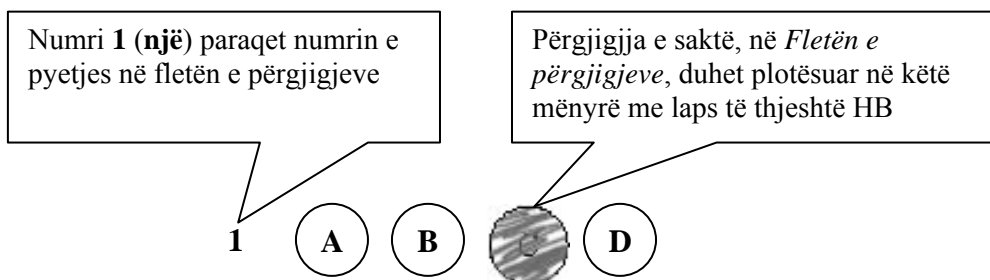 Numri 1 (një) paraqet numrin e
pyetjes në fletën e përgjigjeve
Përgjigjja e saktë, në Fletën e
përgjigjeve, duhet plotësuar në këtë
mënyrë me laps të thjeshtë HB
1 A B D